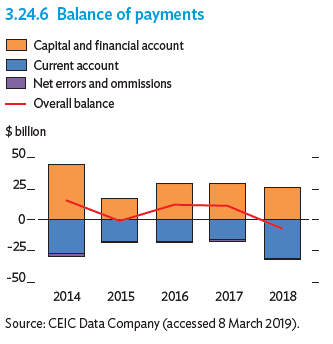 3.24.6 Balance of payments
Capital and financial account
Current account
Net errors and ommissions
Overall balance
$ billion
50
25
0
-25
-50
2014 2015 2016 2017 2018
Source: CEIC Data Company (accessed 8 March 2019).